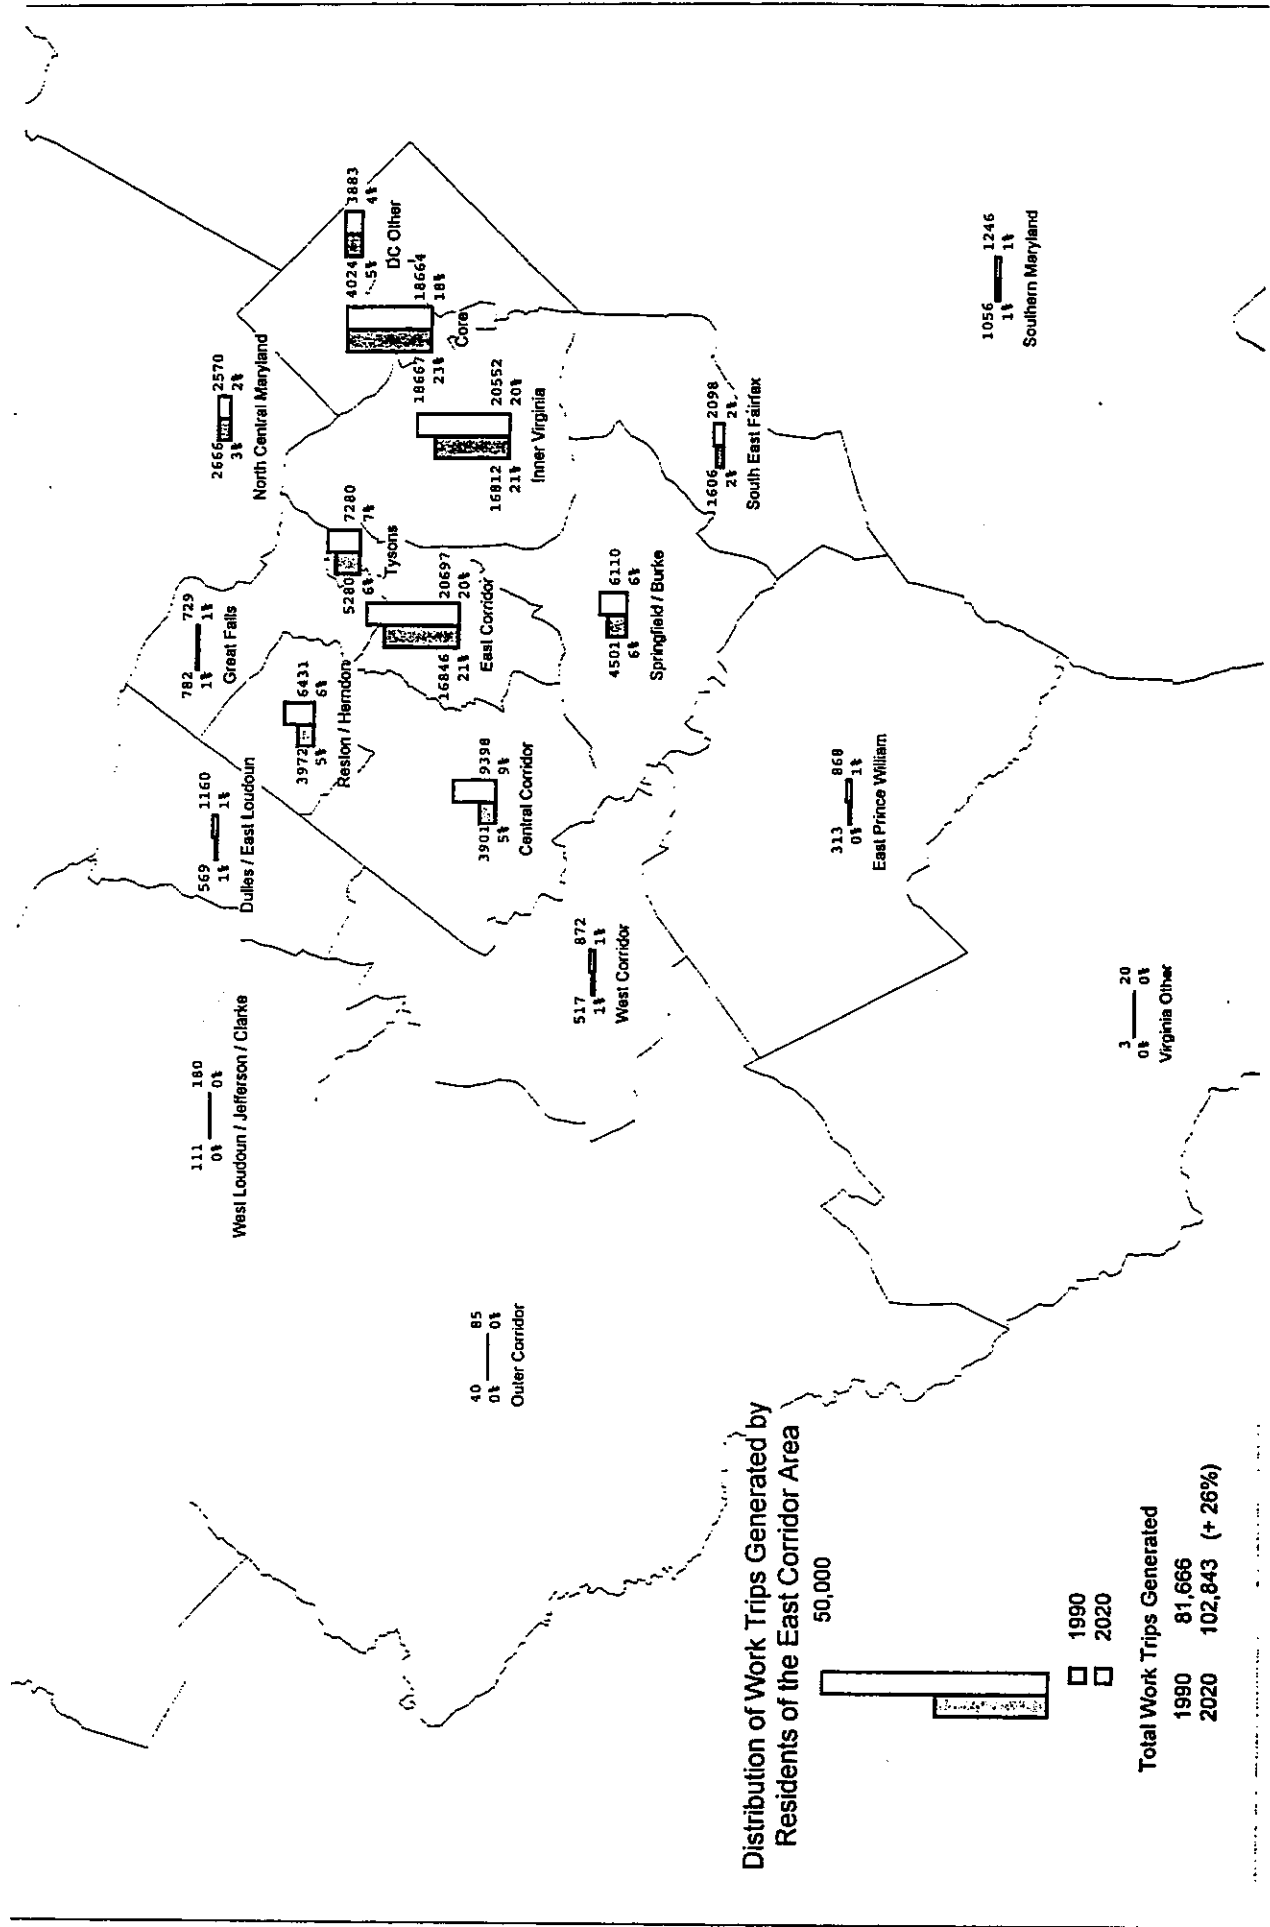 111 180
0% 0%
West Loudoun / Jefferson / Clarke
569 1160
1% 1%
Dulles / East Loudoun
782 729
1% 1%
Great Falls
2666 2570
3% 2%
North Central Maryland
3972 6431
5% 6%
Reston / Herndon
5280 7280
6% 7%
Tysons
4024 3883
5% 4%
DC Other
18667 18664
23% 18%
Core
16846 20697
21% 20%
East Corridor
16812 20552
21% 20%
Inner Virginia
40 85
0% 0%
Outer Corridor
3901 9398
5% 9%
Central Corridor
517 872
1% 1%
West Corridor
4501 6110
6% 6%
Springfield / Burke
1606 2098
2% 2%
South East Fairfax
313 868
0% 1%
East Prince William
1056 1246
1% 1%
Southern Maryland
3 20
0% 0%
Virginia Other
Distribution of Work Trips Generated by
Residents of the East Corridor Area
50,000
1990
2020
Total Work Trips Generated
1990 81,666
2020 102,843 (+ 26%)